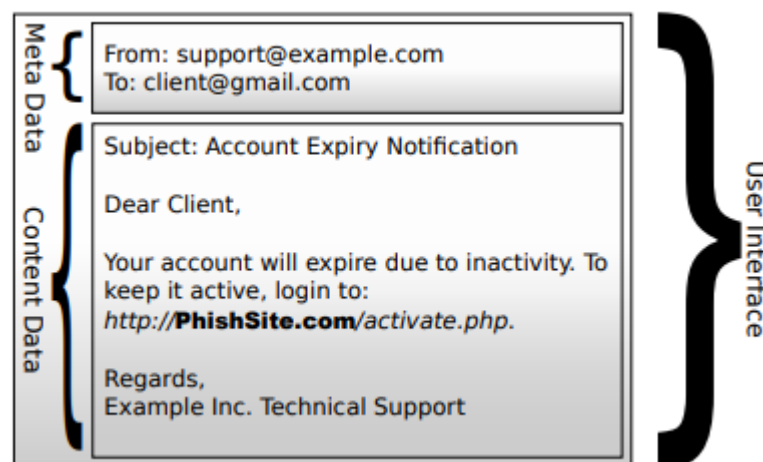 Meta Data
From: support@example.com
To: client@gmail.com
Content Data
Subject: Account Expiry Notification
Dear Client,
Your account will expire due to inactivity. To
keep it active, login to:
http://PhishSite.com/activate.php.
Regards,
Example Inc. Technical Support
User Interface